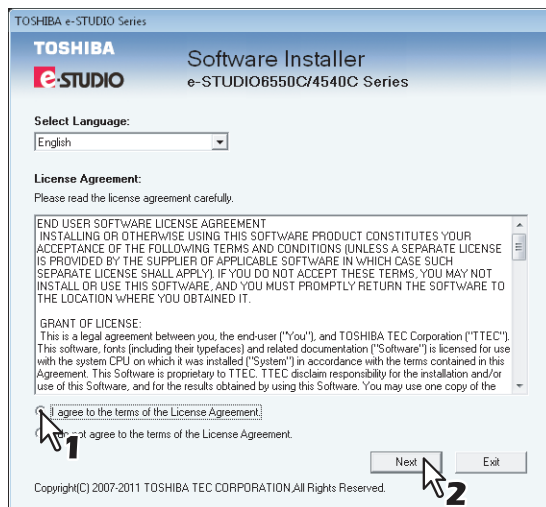 TOSHIBA e-STUDIO Series
TOSHIBA
e-STUDIO
Software Installer
e-STUDIO6550C/4540C Series
Select Language:
English
License Agreement:
Please read the license agreement carefully.
END USER SOFTWARE LICENSE AGREEMENT
INSTALLING OR OTHERWISE USING THIS SOFTWARE PRODUCT CONSTITUTES YOUR
ACCEPTANCE OF THE FOLLOWING TERMS AND CONDITIONS (UNLESS A SEPARATE LICENSE
IS PROVIDED BY THE SUPPLIER OF APPLICABLE SOFTWARE IN WHICH CASE SUCH
SEPARATE LICENSE SHALL APPLY). IF YOU DO NOT ACCEPT THESE TERMS, YOU MAY NOT
INSTALL OR USE THIS SOFTWARE, AND YOU MUST PROMPTLY RETURN THE SOFTWARE TO
THE LOCATION WHERE YOU OBTAINED IT.
GRANT OF LICENSE:
This is a legal agreement between you, the end-user ("You"), and TOSHIBA TEC Corporation ("TTEC").
This software, fonts (including their typefaces) and related documentation ("Software") is licensed for use
with the system CPU on which it was installed ("System") in accordance with the terms contained in this
Agreement. This Software is proprietary to TTEC. TTEC disclaim responsibility for the installation and/or
use of this Software, and for the results obtained by using this Software. You may use one copy of the
I agree to the terms of the License Agreement.
not agree to the terms of the License Agreement.
1
Next
Exit
2
Copyright(C) 2007-2011 TOSHIBA TEC CORPORATION,All Rights Reserved.